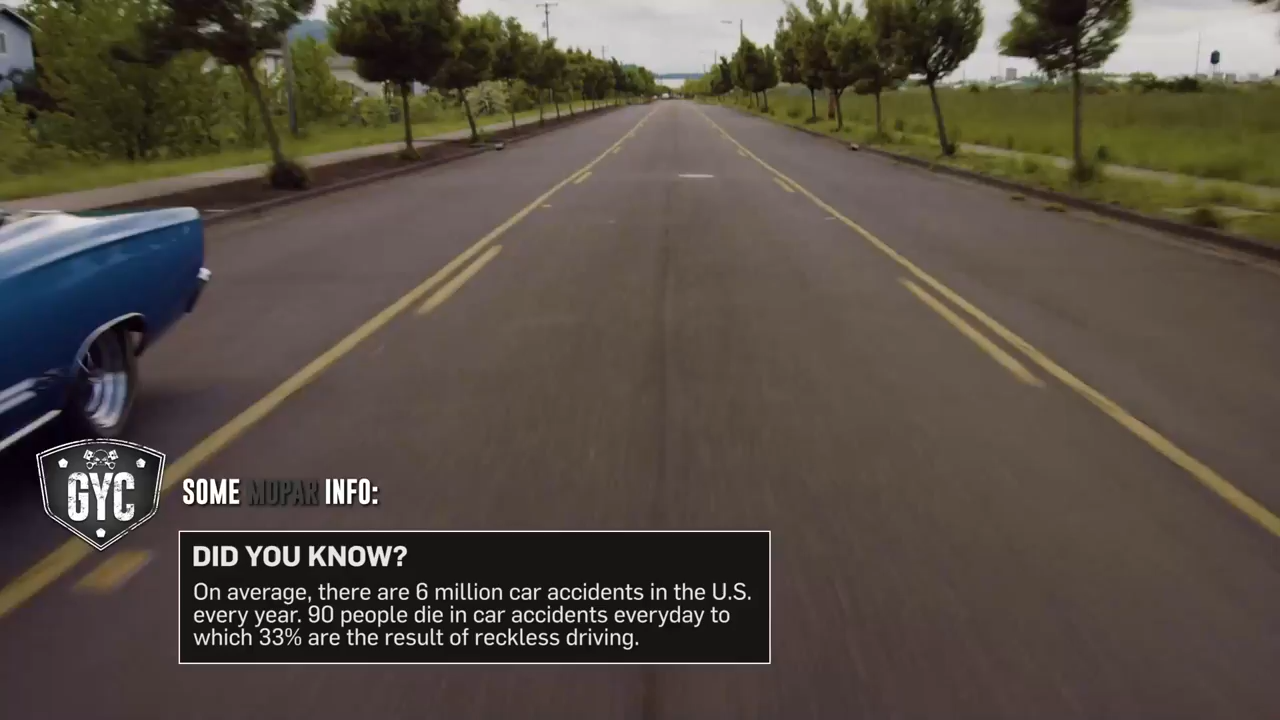 GYC
SOME MOPAR INFO:
DID YOU KNOW?
On average, there are 6 million car accidents in the U.S.
every year. 90 people die in car accidents everyday to
which 33% are the result of reckless driving.